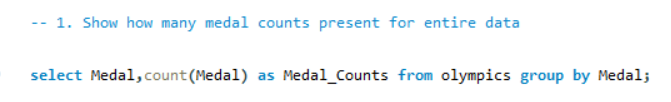 -- 1. Show how many medal counts present for entire data
select Medal,count(Medal) as Medal_Counts from olympics group by Medal;